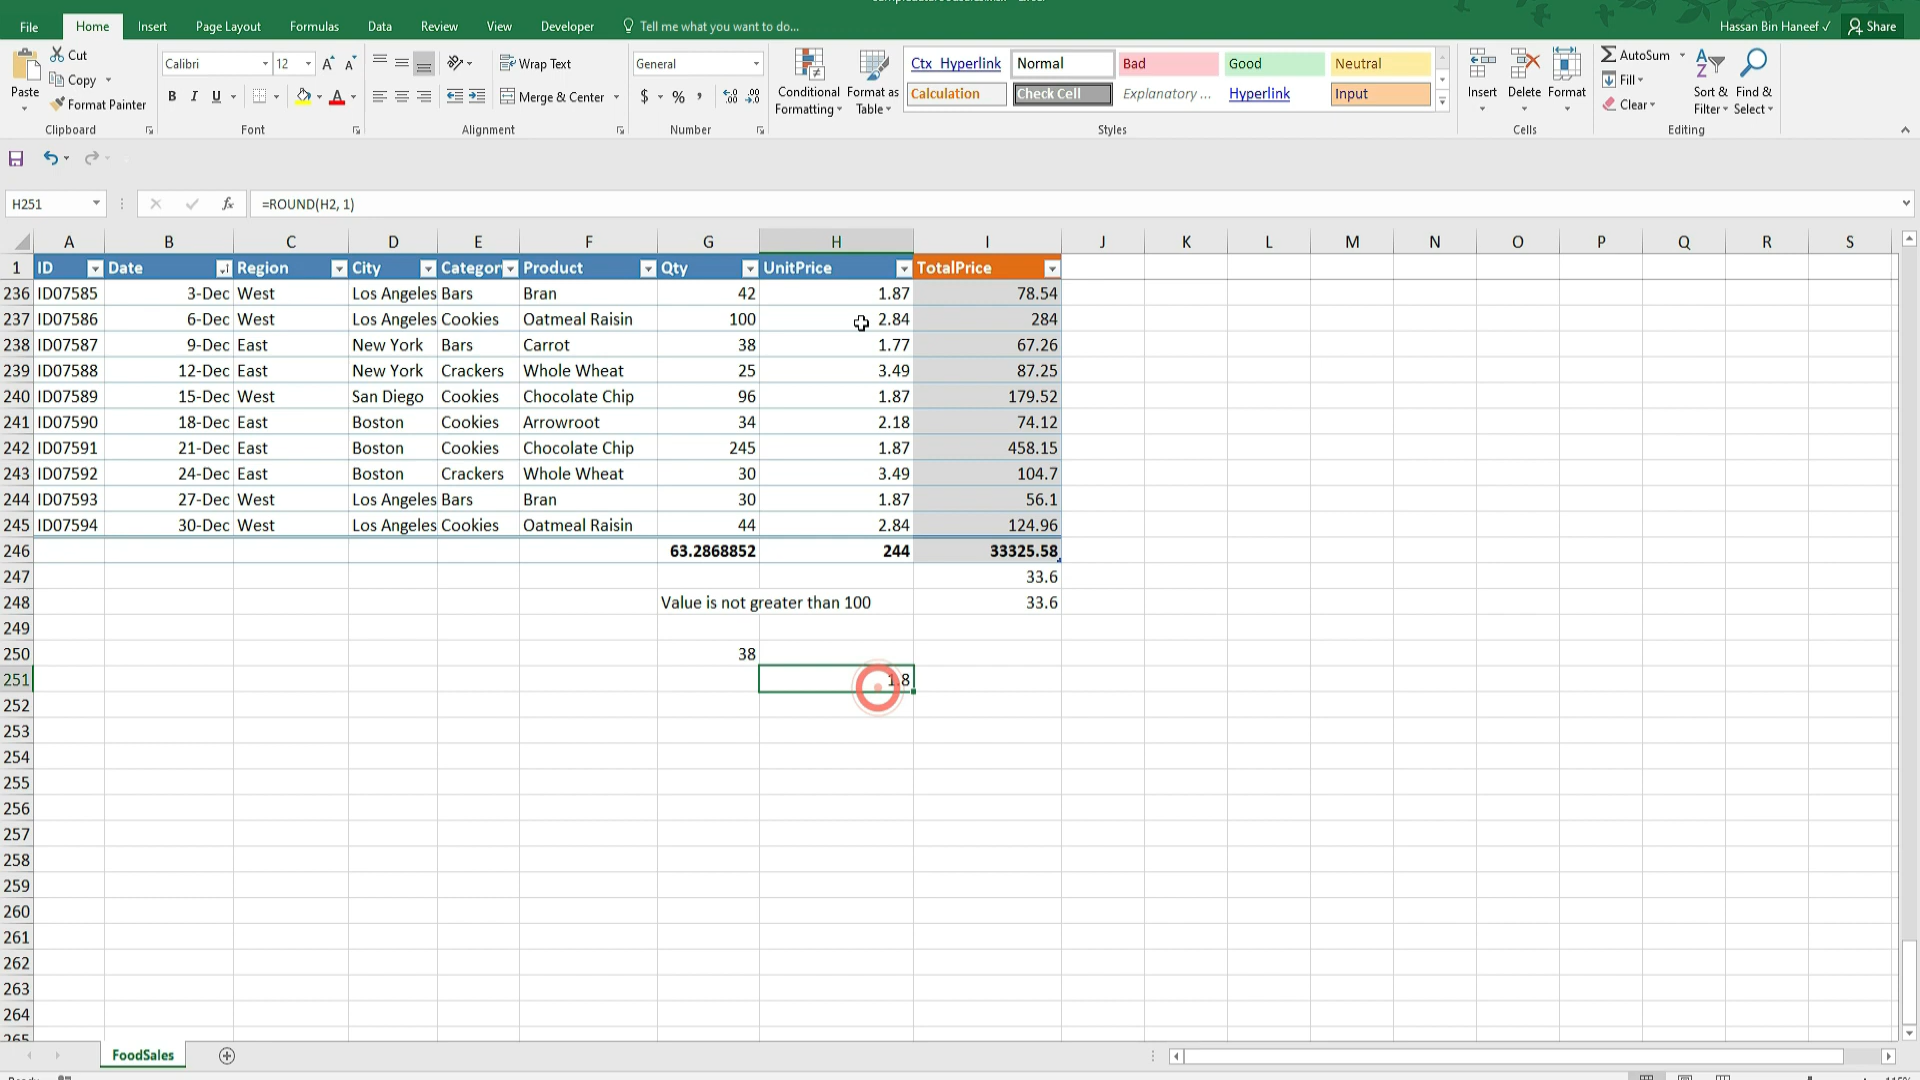 File Home Insert Page Layout Formulas Data Review View Developer Tell me what you want to do... Hassan Bin Haneef ✓ Share
Paste Cut Copy Format Painter Clipboard
Calibri 12 A A B I U A Font
Wrap Text Merge & Center Alignment
General $ % , Number
Conditional Formatting Format as Table
Ctx_Hyperlink Normal Bad Good Neutral
Calculation Check Cell Explanatory ... Hyperlink Input
Styles
Insert Delete Format Cells
AutoSum Fill Clear Sort & Filter Find & Select Editing
H251 fx =ROUND(H2, 1)
A B C D E F G H I J K L M N O P Q R S
1 ID Date Region City Categor Product Qty UnitPrice TotalPrice
236 ID07585 3-Dec West Los Angeles Bars Bran 42 1.87 78.54
237 ID07586 6-Dec West Los Angeles Cookies Oatmeal Raisin 100 2.84 284
238 ID07587 9-Dec East New York Bars Carrot 38 1.77 67.26
239 ID07588 12-Dec East New York Crackers Whole Wheat 25 3.49 87.25
240 ID07589 15-Dec West San Diego Cookies Chocolate Chip 96 1.87 179.52
241 ID07590 18-Dec East Boston Cookies Arrowroot 34 2.18 74.12
242 ID07591 21-Dec East Boston Cookies Chocolate Chip 245 1.87 458.15
243 ID07592 24-Dec East Boston Crackers Whole Wheat 30 3.49 104.7
244 ID07593 27-Dec West Los Angeles Bars Bran 30 1.87 56.1
245 ID07594 30-Dec West Los Angeles Cookies Oatmeal Raisin 44 2.84 124.96
246 63.2868852 244 33325.58
247 33.6
248 Value is not greater than 100 33.6
249
250 38
251 1.8
252
253
254
255
256
257
258
259
260
261
262
263
264
265
FoodSales